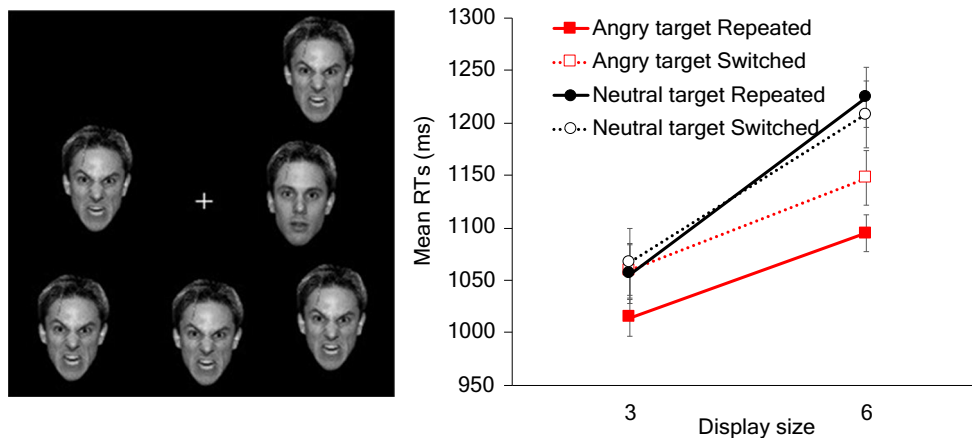 1300
1250
1200
1150
1100
1050
1000
950
Mean RTs (ms)
Angry target Repeated
Angry target Switched
Neutral target Repeated
Neutral target Switched
3
6
Display size